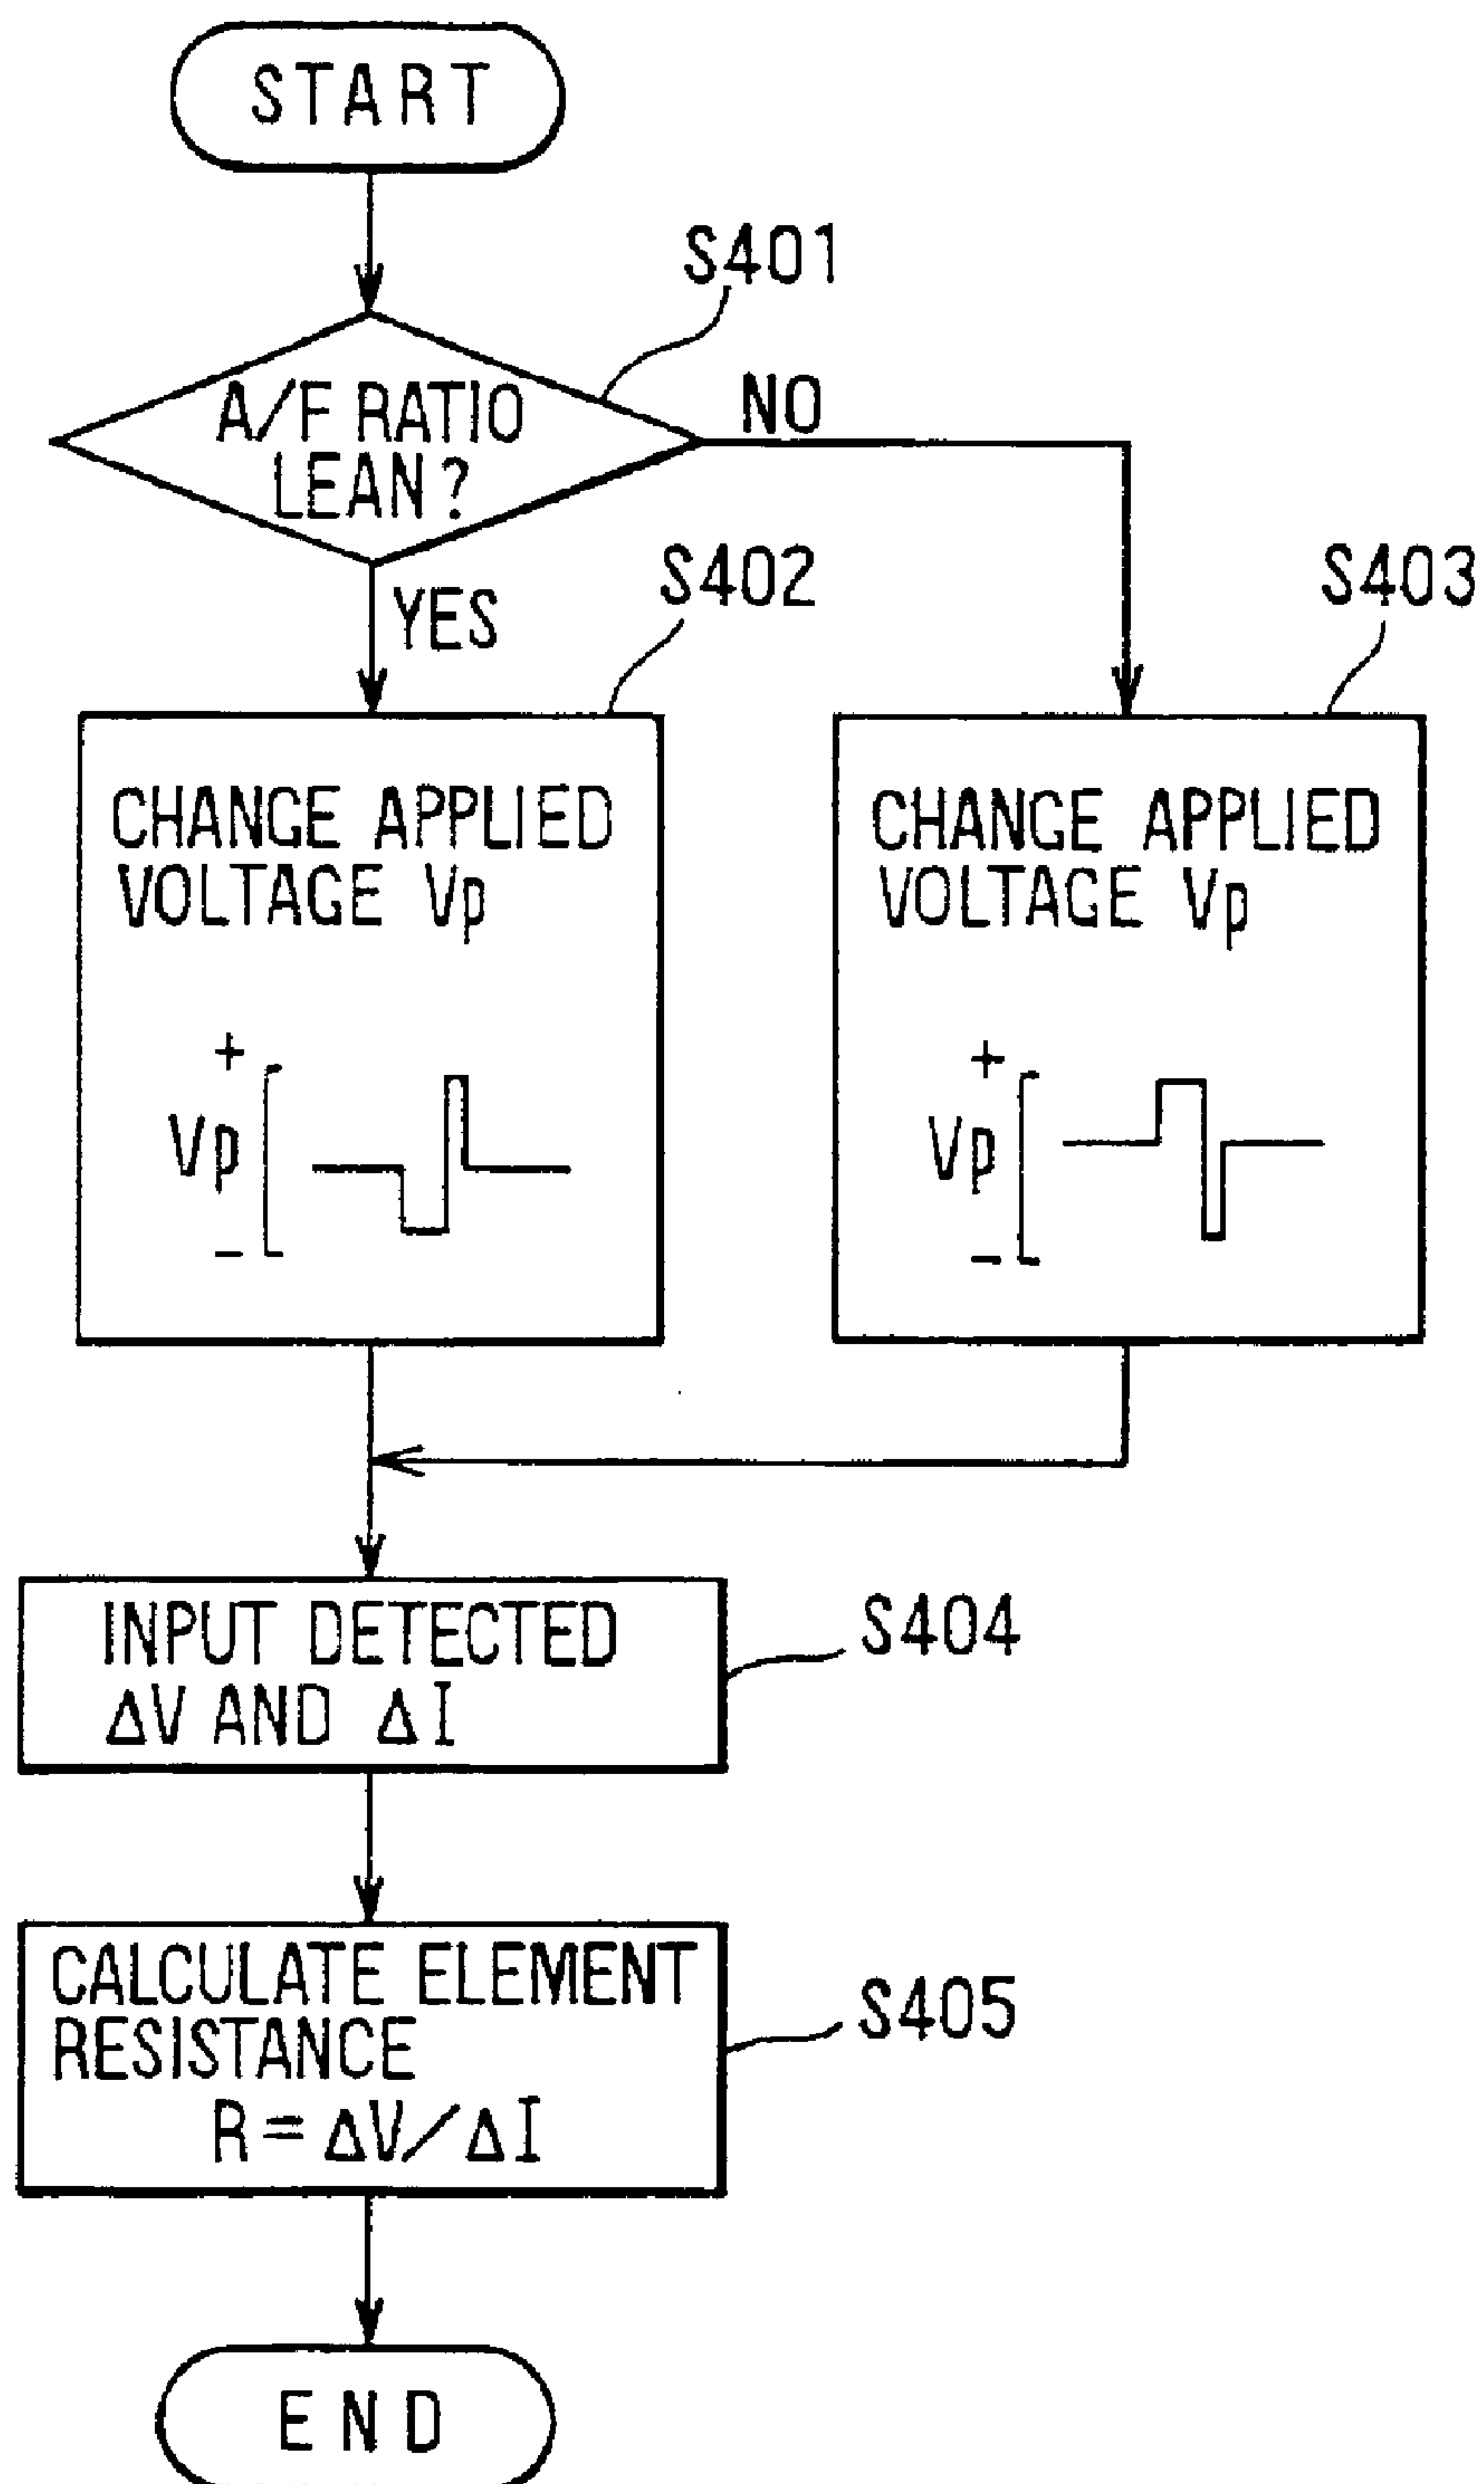 START
S401
A/F RATIO
LEAN?
NO
YES
S402
S403
CHANGE APPLIED
VOLTAGE Vp
+
Vp
−
CHANGE APPLIED
VOLTAGE Vp
+
Vp
−
INPUT DETECTED
ΔV AND ΔI
S404
CALCULATE ELEMENT
RESISTANCE
R=ΔV/ΔI
S405
END